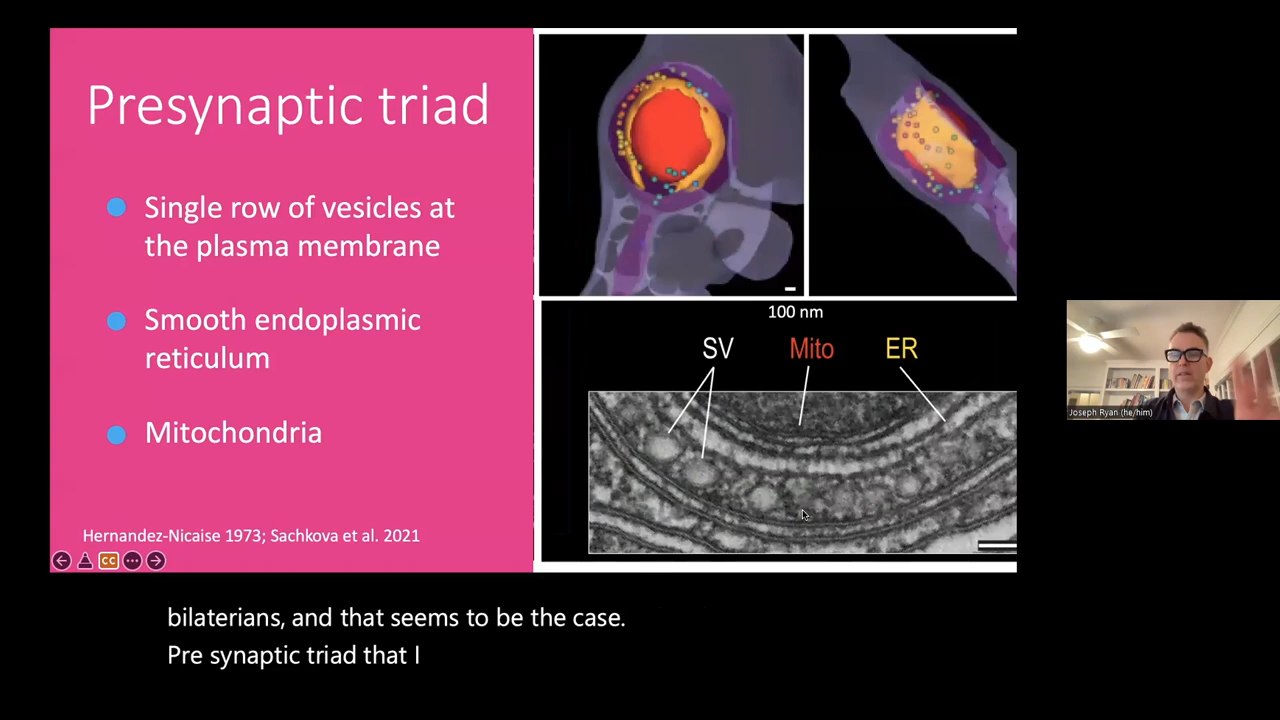 Presynaptic triad
Single row of vesicles at
the plasma membrane
Smooth endoplasmic
reticulum
Mitochondria
Hernandez-Nicaise 1973; Sachkova et al. 2021
CC
100 nm
SV Mito ER
Joseph Ryan (he/him)
bilaterians, and that seems to be the case.
Pre synaptic triad that I